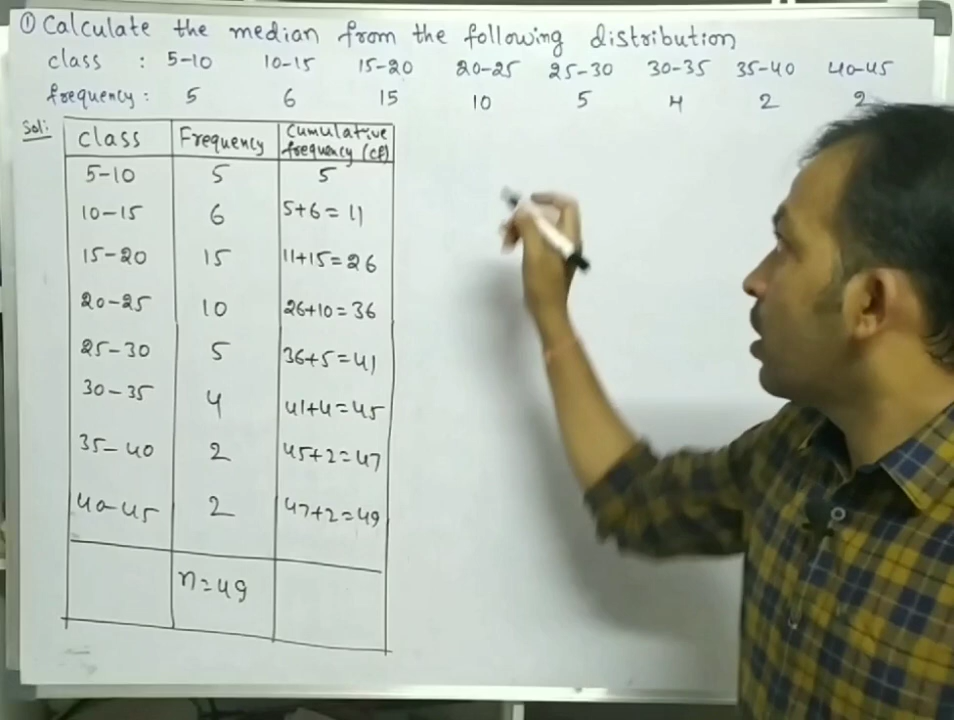 ① Calculate the median from the following distribution
class : 5-10 10-15 15-20 20-25 25-30 30-35 35-40 40-45
frequency : 5 6 15 10 5 4 2 2
Sol:
Class Frequency Cumulative frequency (cf)
5-10 5 5
10-15 6 5+6=11
15-20 15 11+15=26
20-25 10 26+10=36
25-30 5 36+5=41
30-35 4 41+4=45
35-40 2 45+2=47
40-45 2 47+2=49
n=49